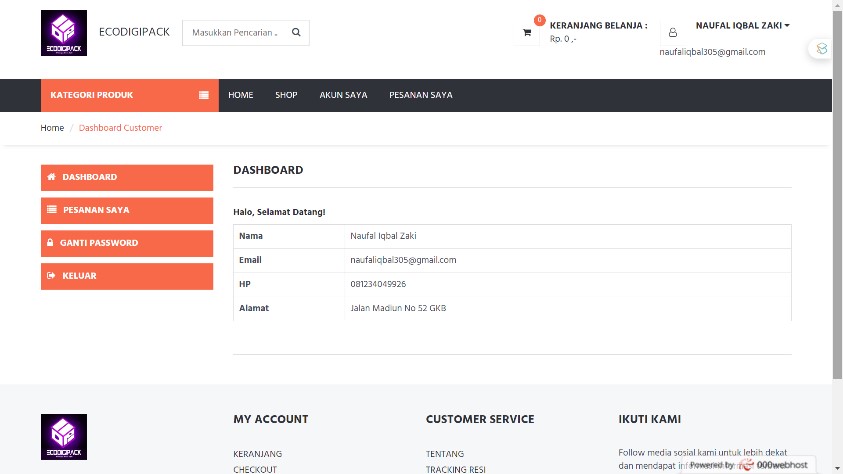 ECODIGIPACK
ECODIGIPACK
Masukkan Pencarian ..
0
KERANJANG BELANJA :
Rp. 0 ,-
NAUFAL IQBAL ZAKI
naufaliqbal305@gmail.com
KATEGORI PRODUK
HOME
SHOP
AKUN SAYA
PESANAN SAYA
Home / Dashboard Customer
DASHBOARD
PESANAN SAYA
GANTI PASSWORD
KELUAR
DASHBOARD
Halo, Selamat Datang!
Nama Naufal Iqbal Zaki
Email naufaliqbal305@gmail.com
HP 081234049926
Alamat Jalan Madiun No 52 GKB
ECODIGIPACK
MY ACCOUNT
KERANJANG
CHECKOUT
CUSTOMER SERVICE
TENTANG
TRACKING RESI
IKUTI KAMI
Follow media sosial kami untuk lebih dekat
dan mendapat
Powered by 000webhost